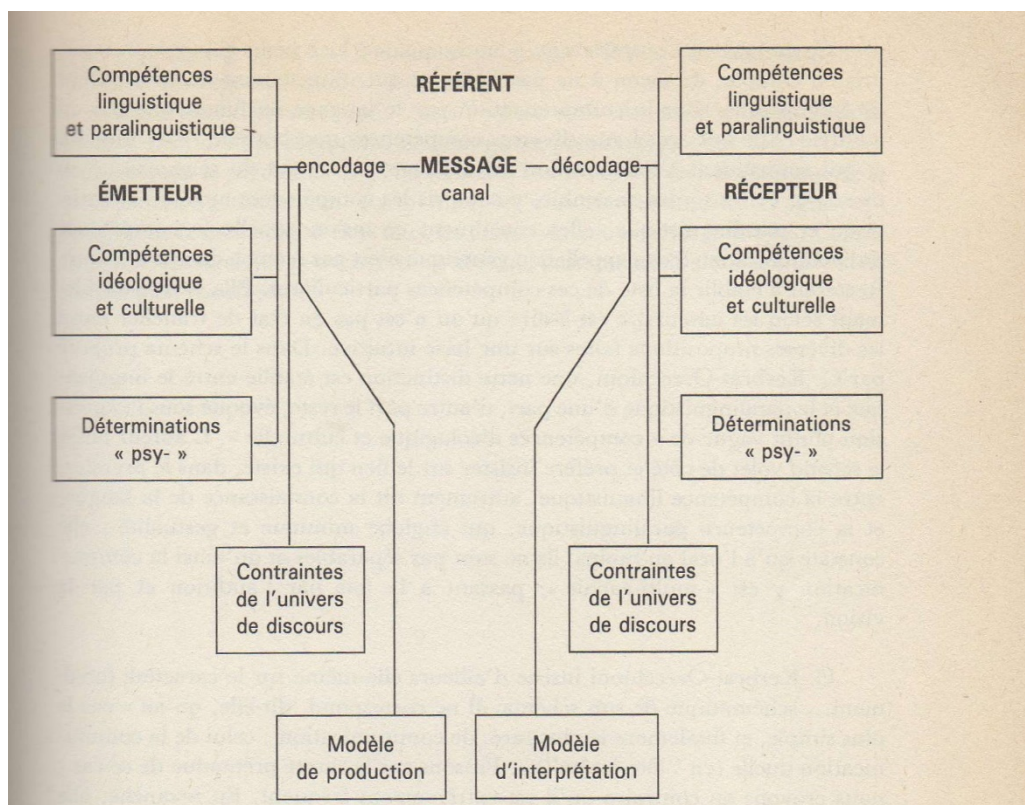 Compétences
linguistique
et paralinguistique
RÉFÉRENT
Compétences
linguistique
et paralinguistique
encodage
MESSAGE
décodage
canal
ÉMETTEUR
RÉCEPTEUR
Compétences
idéologique
et culturelle
Compétences
idéologique
et culturelle
Déterminations
« psy- »
Déterminations
« psy- »
Contraintes
de l'univers
de discours
Contraintes
de l'univers
de discours
Modèle
de production
Modèle
d'interprétation